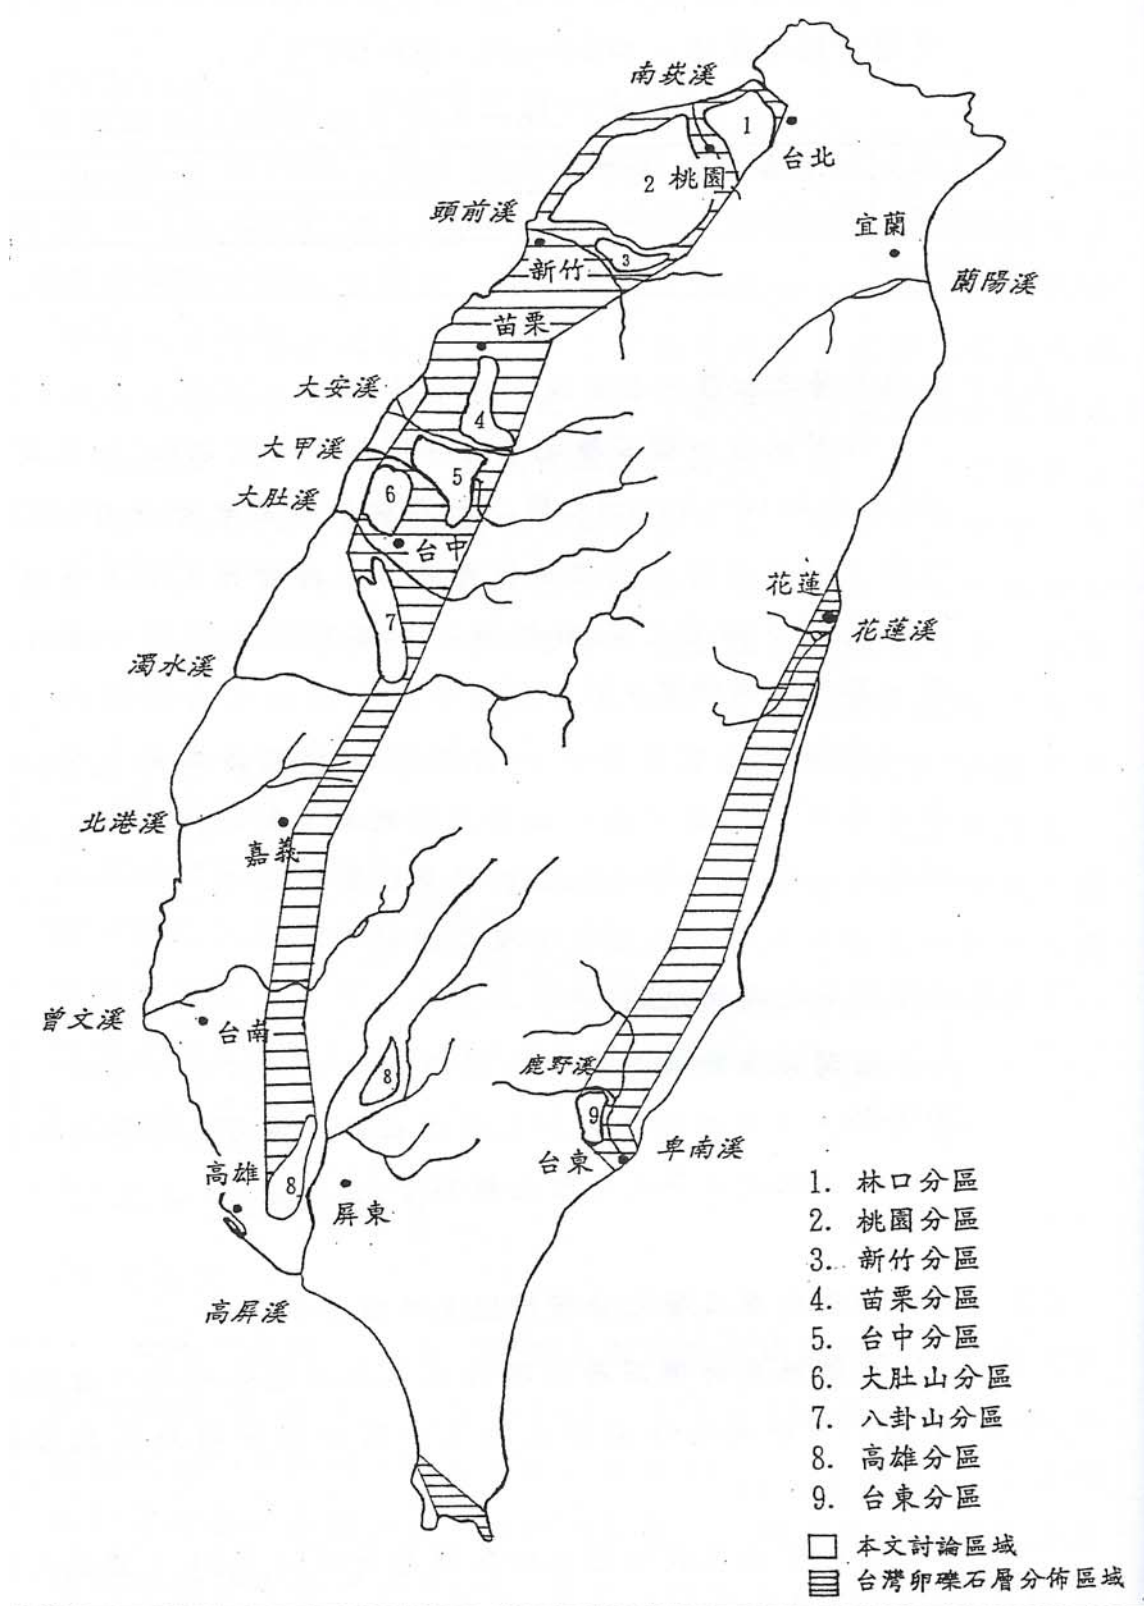 南崁溪
1
台北
2 桃園
頭前溪
宜蘭
3
新竹
蘭陽溪
苗栗
大安溪
4
大甲溪
5
6
大肚溪
台中
花蓮
7
花蓮溪
濁水溪
北港溪
嘉義
曾文溪
台南
鹿野溪
8
9
台東
卑南溪
高雄
8
屏東
高屏溪
1. 林口分區
2. 桃園分區
3. 新竹分區
4. 苗栗分區
5. 台中分區
6. 大肚山分區
7. 八卦山分區
8. 高雄分區
9. 台東分區
本文討論區域
台灣卵礫石層分佈區域